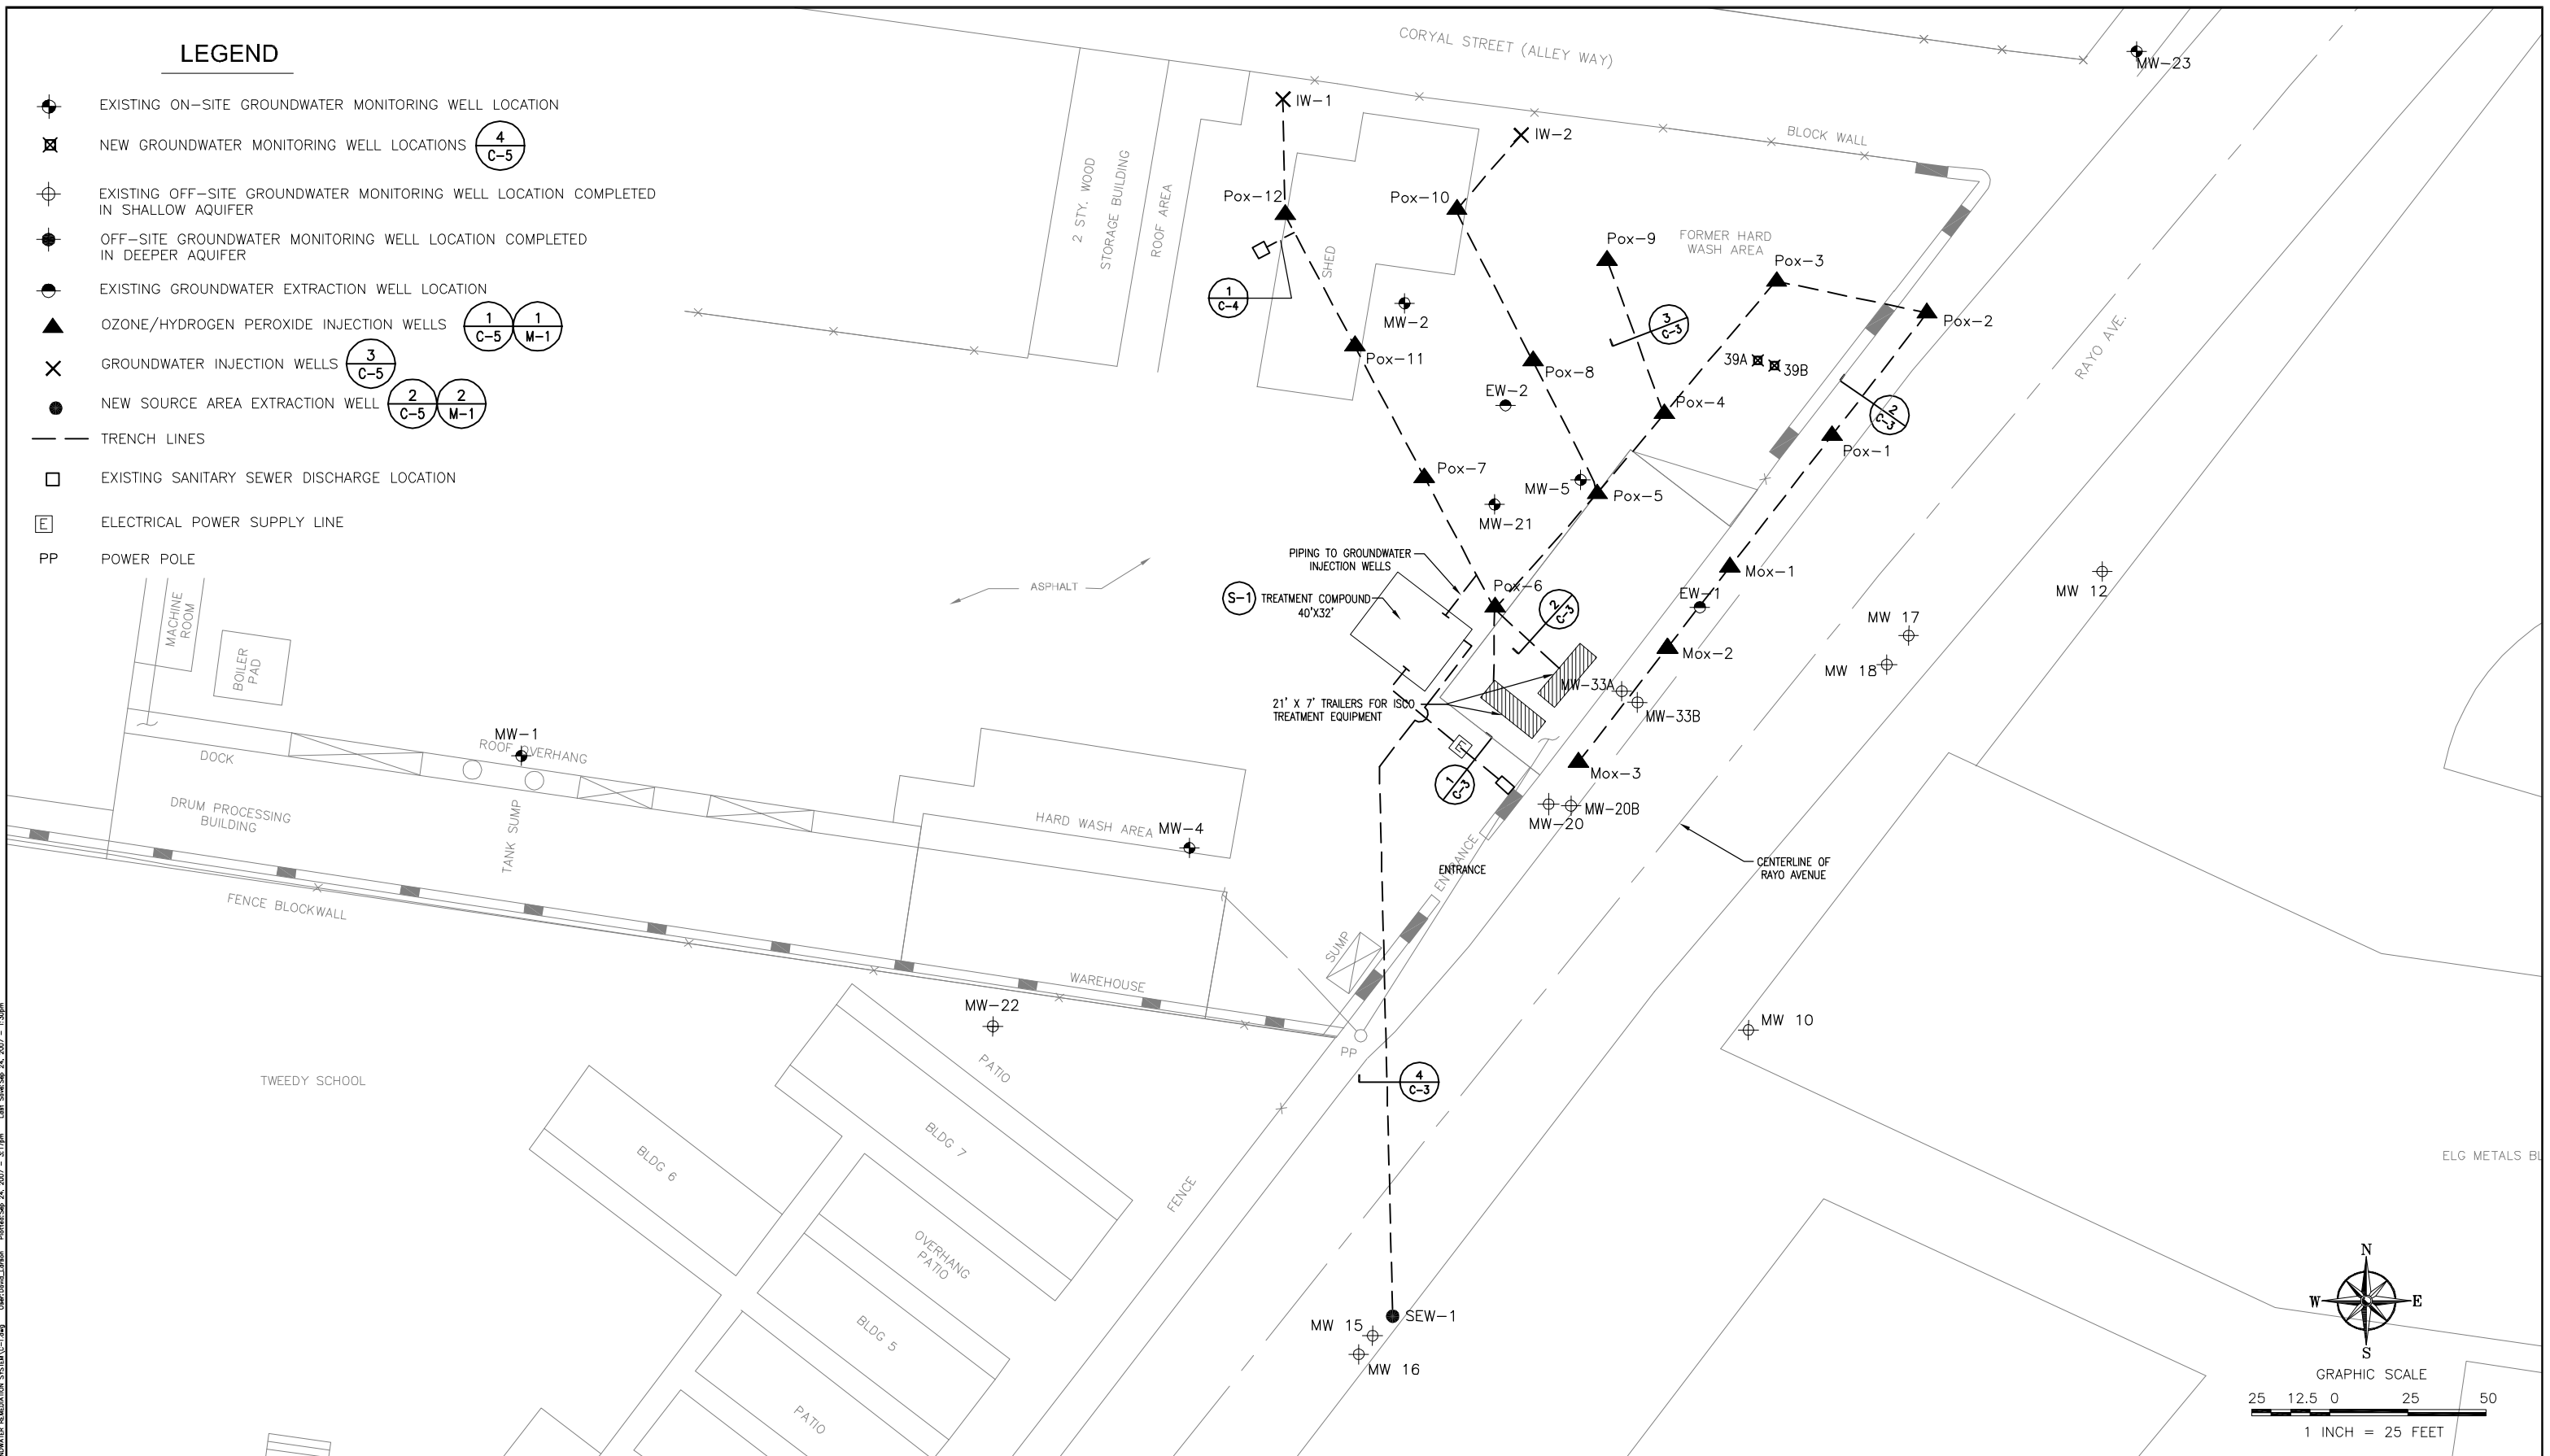 LEGEND
EXISTING ON-SITE GROUNDWATER MONITORING WELL LOCATION
NEW GROUNDWATER MONITORING WELL LOCATIONS
4
C-5
EXISTING OFF-SITE GROUNDWATER MONITORING WELL LOCATION COMPLETED
IN SHALLOW AQUIFER
OFF-SITE GROUNDWATER MONITORING WELL LOCATION COMPLETED
IN DEEPER AQUIFER
EXISTING GROUNDWATER EXTRACTION WELL LOCATION
OZONE/HYDROGEN PEROXIDE INJECTION WELLS
1
C-5
1
M-1
GROUNDWATER INJECTION WELLS
3
C-5
NEW SOURCE AREA EXTRACTION WELL
2
C-5
2
M-1
TRENCH LINES
EXISTING SANITARY SEWER DISCHARGE LOCATION
E
ELECTRICAL POWER SUPPLY LINE
PP
POWER POLE
CORYAL STREET (ALLEY WAY)
MW-23
BLOCK WALL
IW-1
IW-2
2 STY. WOOD
STORAGE BUILDING
ROOF AREA
SHED
Pox-12
Pox-10
Pox-9
FORMER HARD
WASH AREA
Pox-3
Pox-2
1
C-4
MW-2
3
C-3
RAYO AVE.
Pox-11
Pox-8
39A
39B
EW-2
Pox-4
2
C-3
Pox-1
Pox-7
MW-5
Pox-5
MW-21
PIPING TO GROUNDWATER
INJECTION WELLS
Mox-1
MW 12
ASPHALT
S-1
TREATMENT COMPOUND
40'X32'
Pox-6
2
C-3
EW-1
MW 17
Mox-2
MW 18
MACHINE
ROOM
BOILER
PAD
MW-33A
MW-33B
21' X 7' TRAILERS FOR ISCO
TREATMENT EQUIPMENT
MW-1
ROOF OVERHANG
DOCK
E
Mox-3
1
C-3
DRUM PROCESSING
BUILDING
TANK SUMP
HARD WASH AREA
MW-4
MW-20
MW-20B
ENTRANCE
ENTRANCE
CENTERLINE OF
RAYO AVENUE
FENCE BLOCKWALL
SUMP
WAREHOUSE
MW-22
MW 10
PP
PATIO
TWEEDY SCHOOL
4
C-3
BLDG 7
BLDG 6
ELG METALS
FENCE
OVERHANG
PATIO
N
W
E
S
SEW-1
MW 15
MW 16
BLDG 5
PATIO
GRAPHIC SCALE
25 12.5 0 25 50
1 INCH = 25 FEET